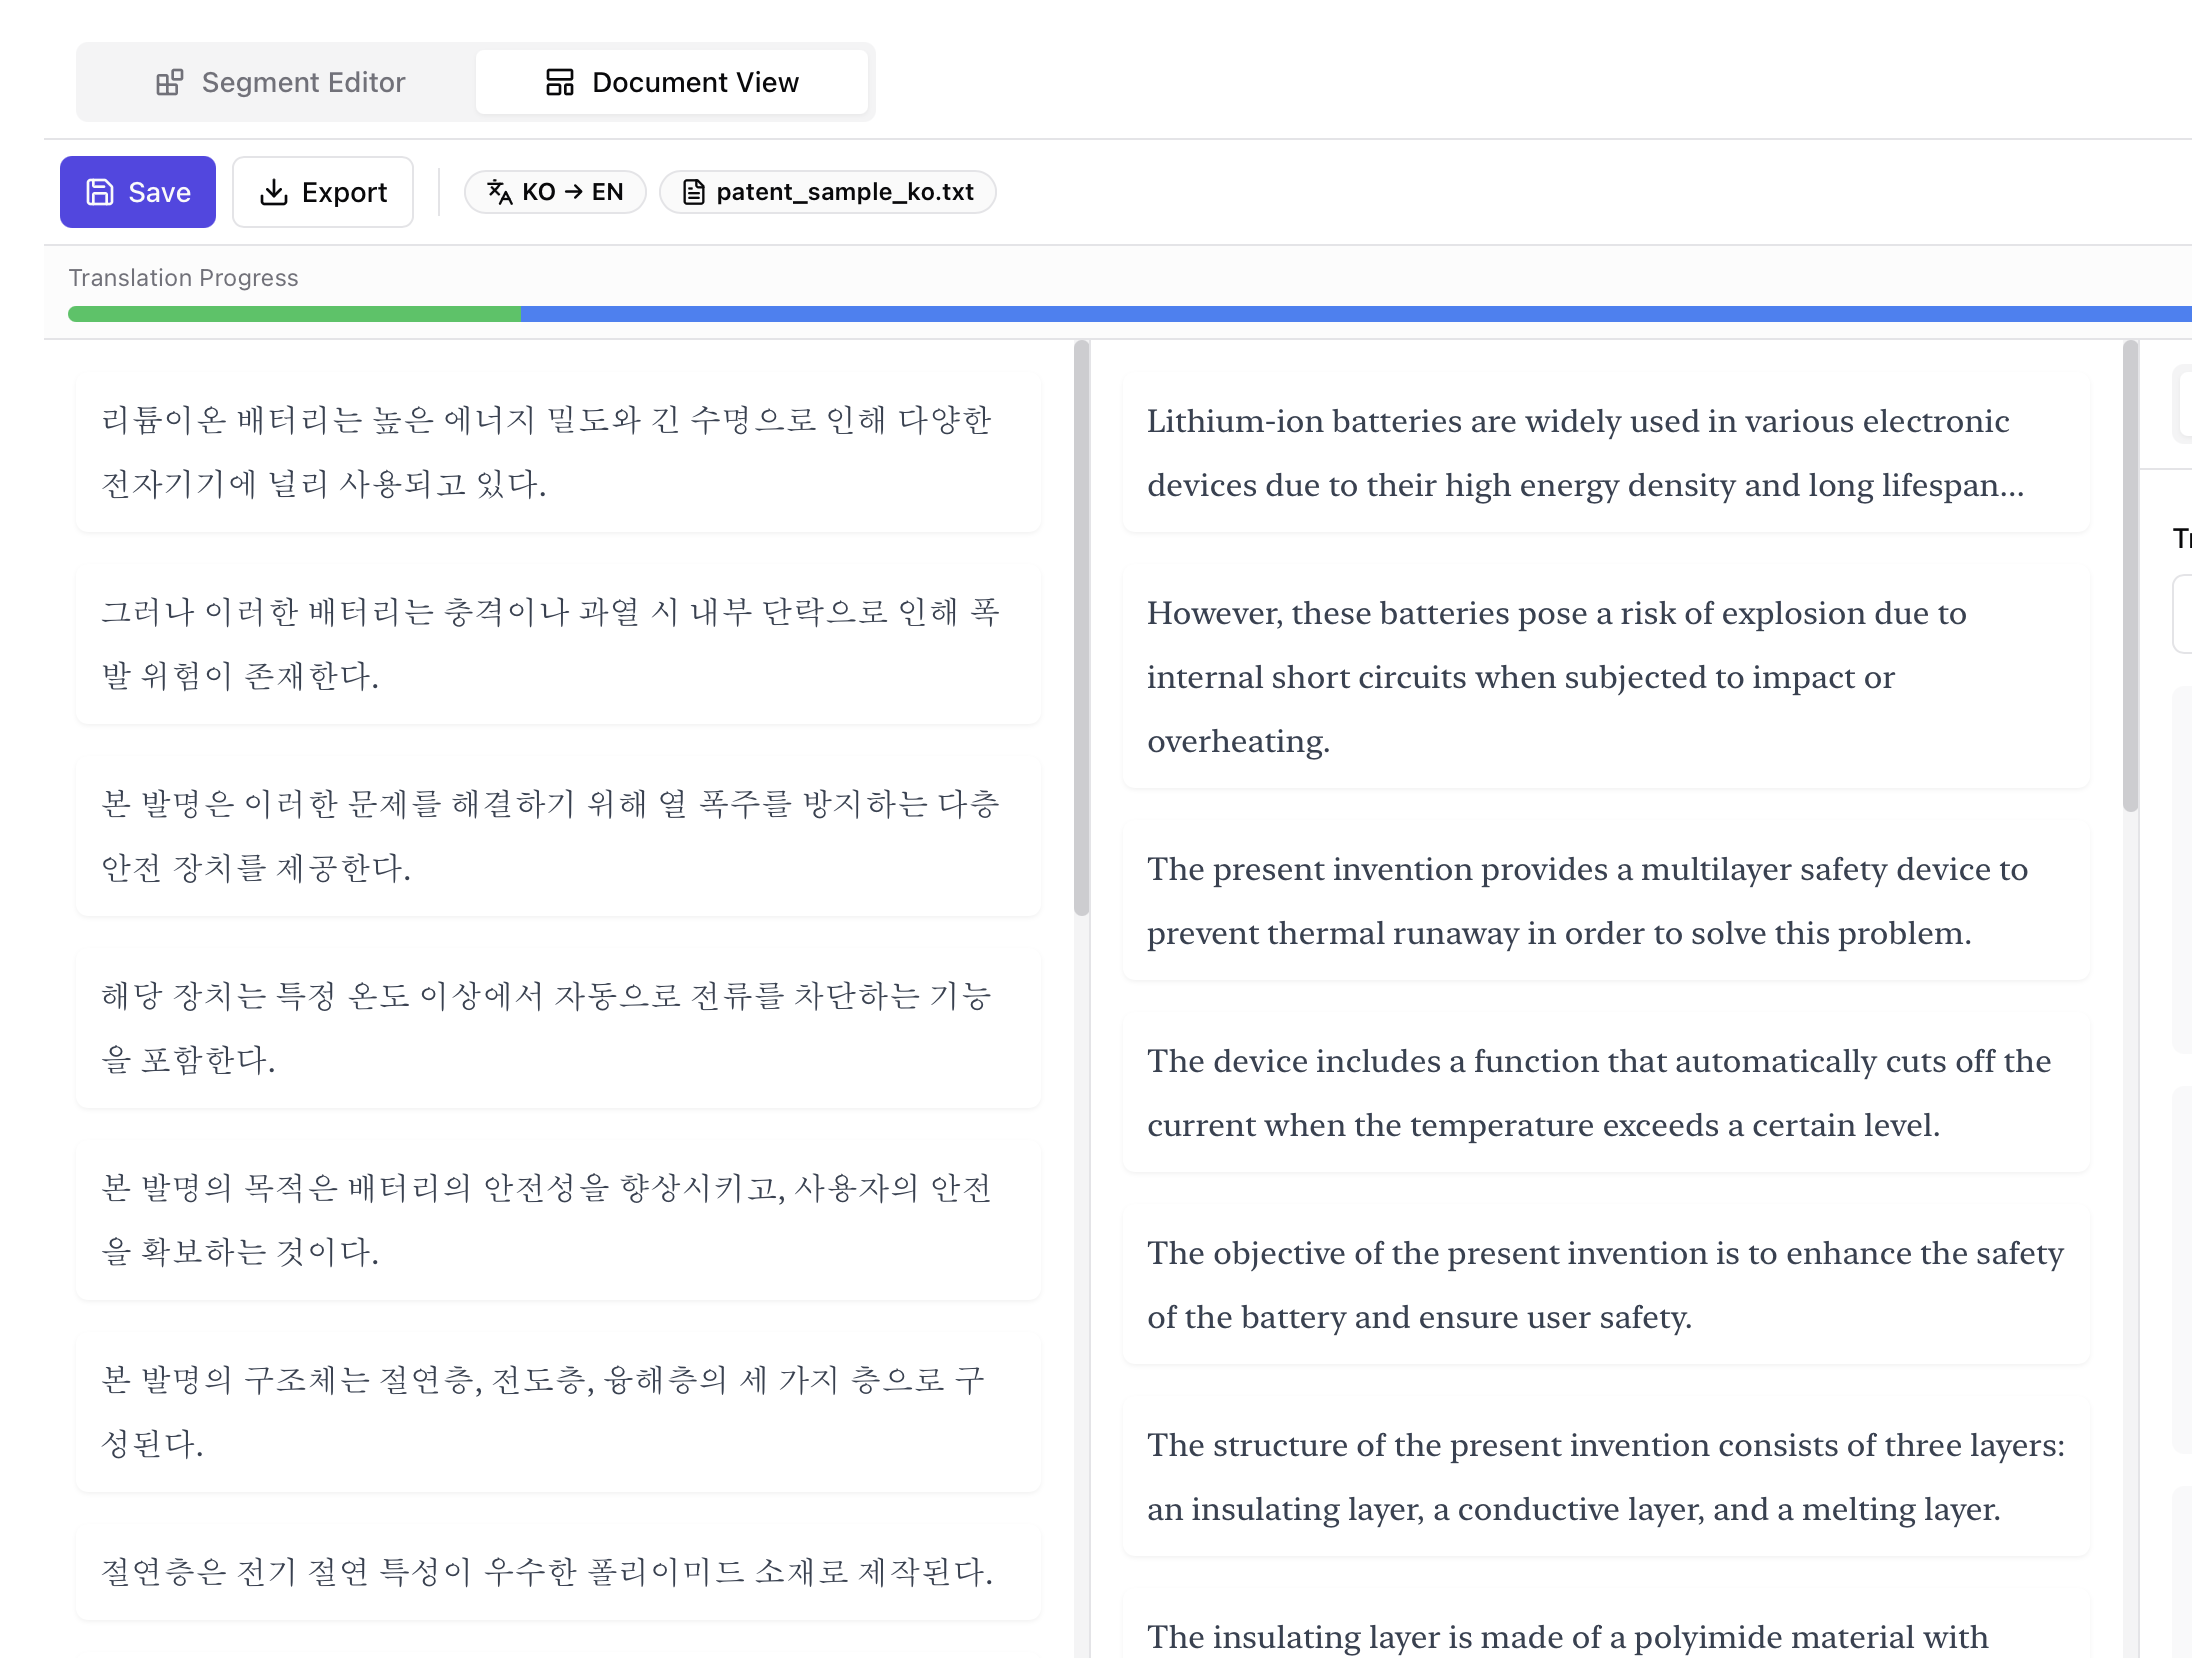 Segment Editor
Document View
Save
Export
KO → EN
patent_sample_ko.txt
Translation Progress
리튬이온 배터리는 높은 에너지 밀도와 긴 수명으로 인해 다양한
전자기기에 널리 사용되고 있다.
그러나 이러한 배터리는 충격이나 과열 시 내부 단락으로 인해 폭
발 위험이 존재한다.
본 발명은 이러한 문제를 해결하기 위해 열 폭주를 방지하는 다층
안전 장치를 제공한다.
해당 장치는 특정 온도 이상에서 자동으로 전류를 차단하는 기능
을 포함한다.
본 발명의 목적은 배터리의 안전성을 향상시키고, 사용자의 안전
을 확보하는 것이다.
본 발명의 구조체는 절연층, 전도층, 융해층의 세 가지 층으로 구
성된다.
절연층은 전기 절연 특성이 우수한 폴리이미드 소재로 제작된다.
Lithium-ion batteries are widely used in various electronic
devices due to their high energy density and long lifespan...
However, these batteries pose a risk of explosion due to
internal short circuits when subjected to impact or
overheating.
The present invention provides a multilayer safety device to
prevent thermal runaway in order to solve this problem.
The device includes a function that automatically cuts off the
current when the temperature exceeds a certain level.
The objective of the present invention is to enhance the safety
of the battery and ensure user safety.
The structure of the present invention consists of three layers:
an insulating layer, a conductive layer, and a melting layer.
The insulating layer is made of a polyimide material with